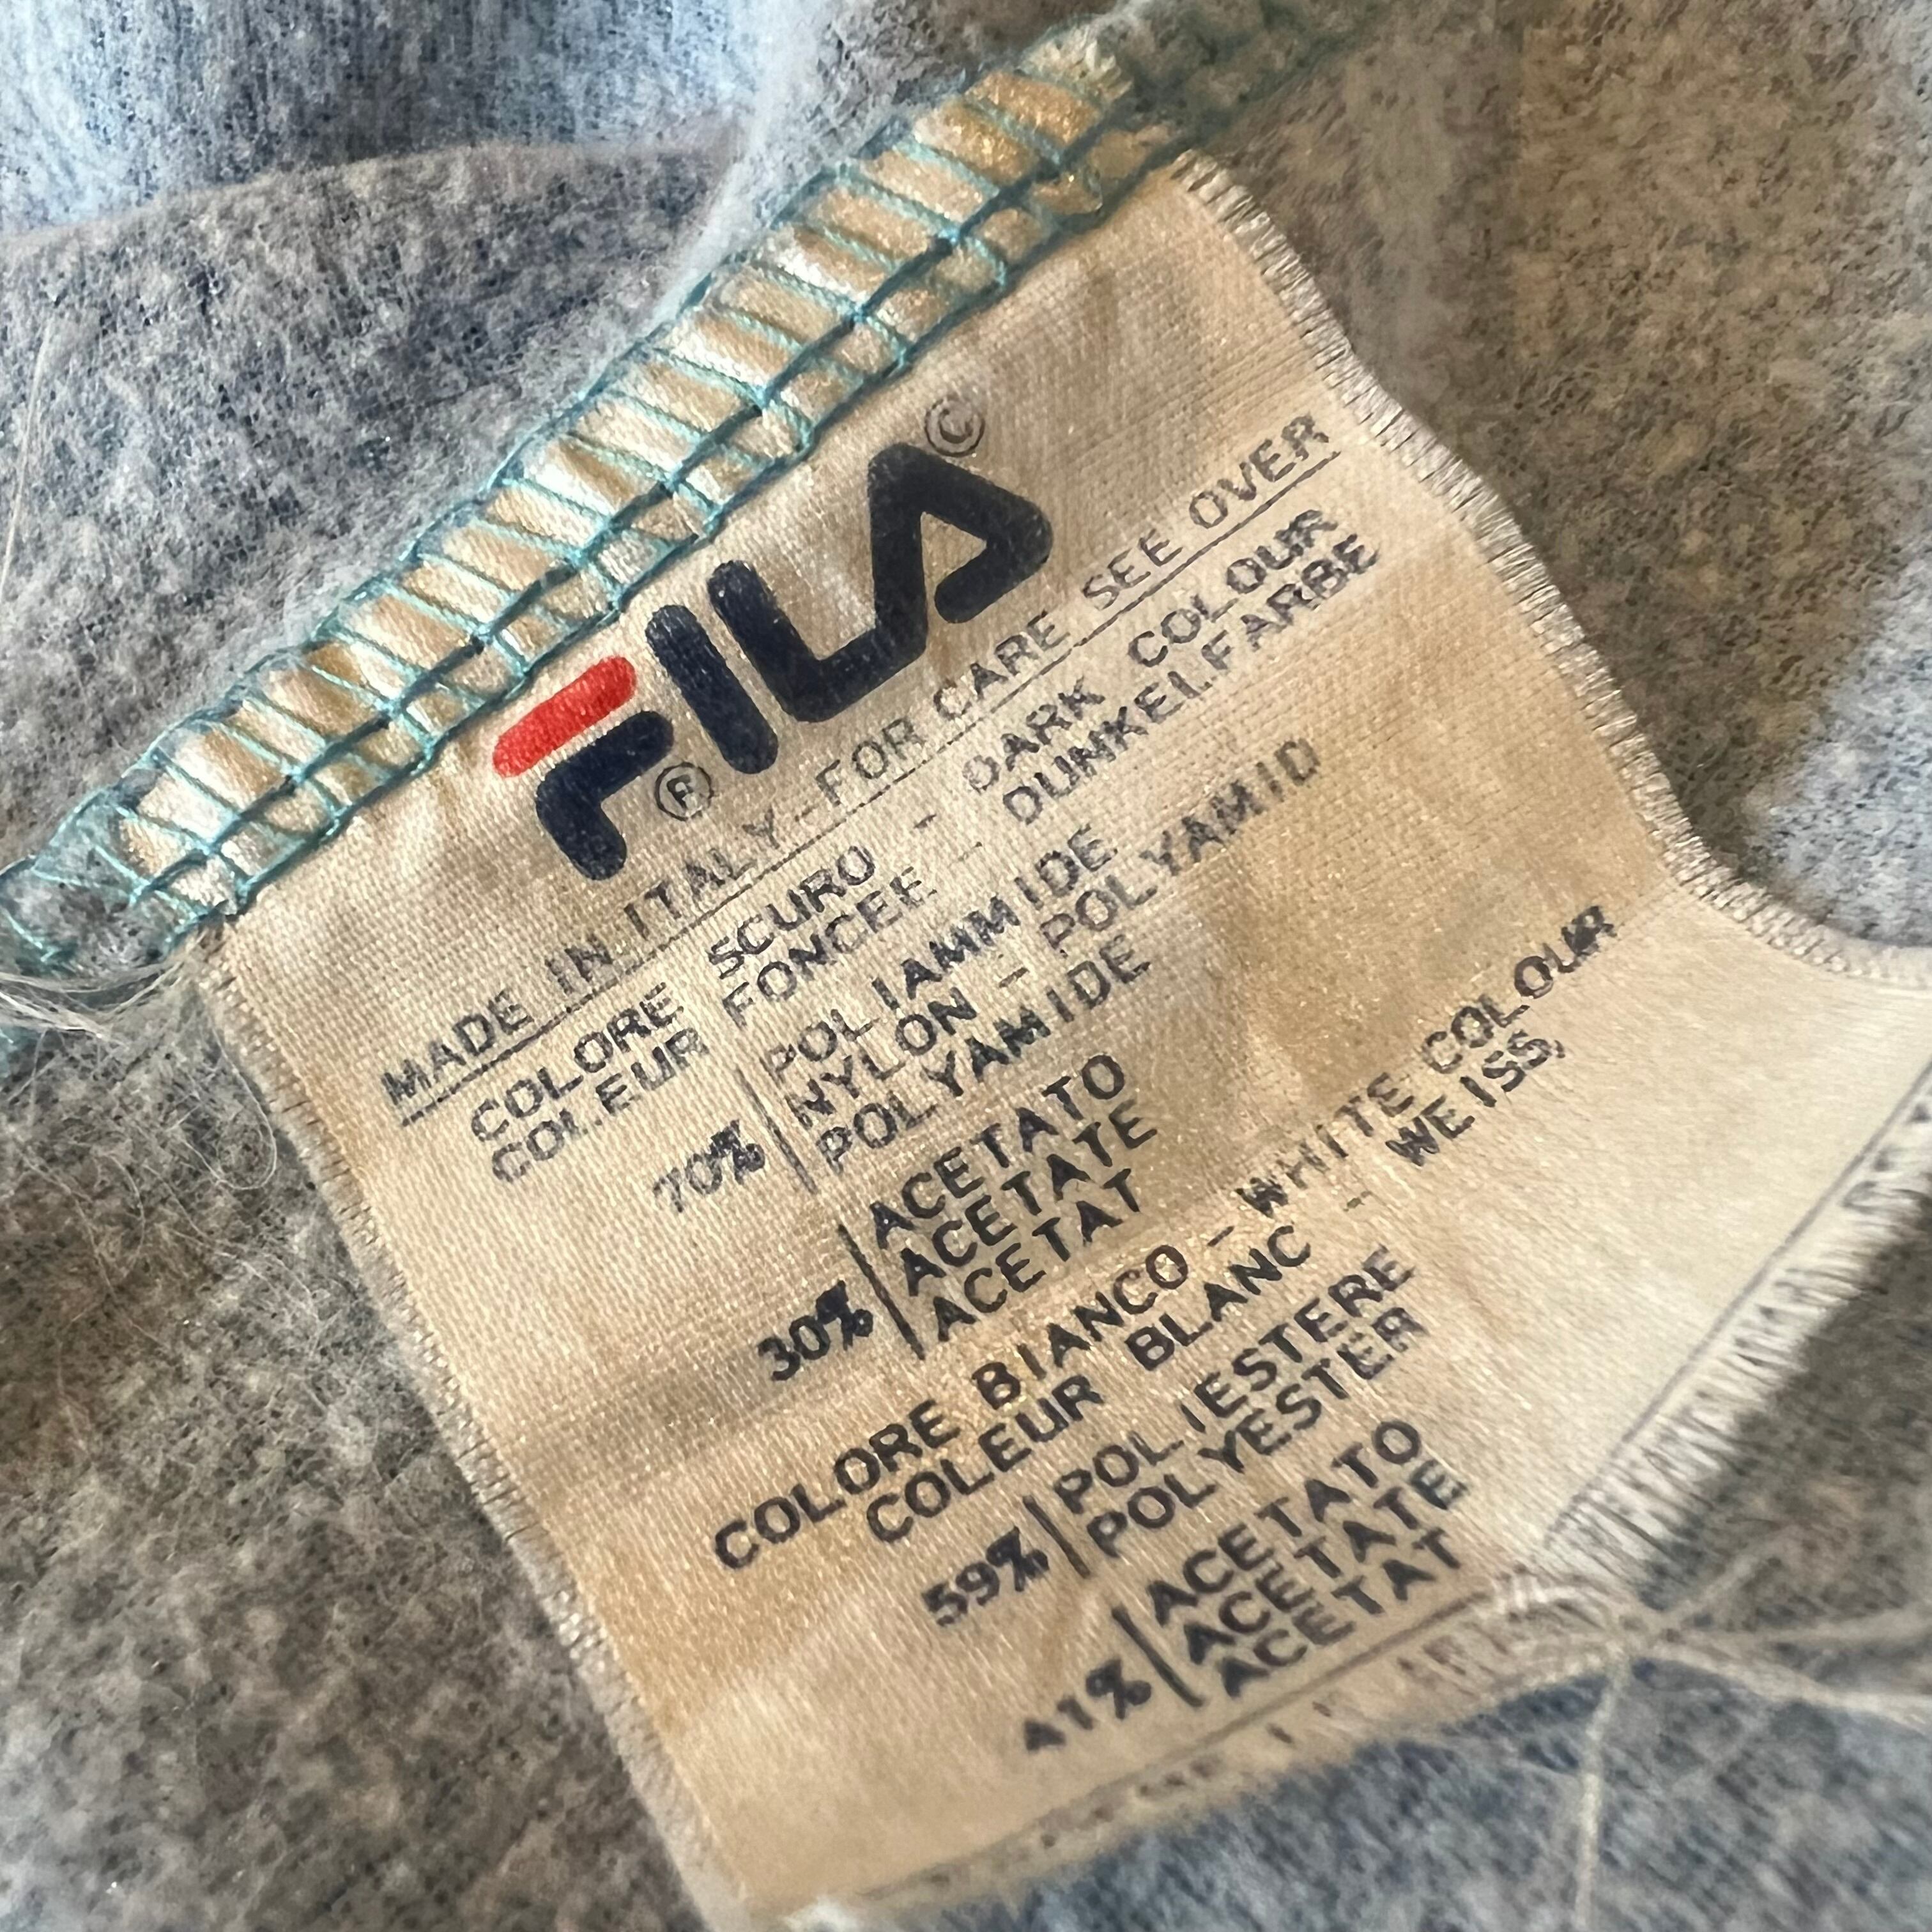 FILA©
®
MADE IN ITALY-FOR CARE SEE OVER
COLORE SCURO - DARK COLOUR
COLEUR FONCEE - DUNKELFARBE
POLIAMMIDE
70% NYLON - POLYAMID
POLYAMIDE
ACETATO
30% ACETATE
ACETAT
COLORE BIANCO - WHITE COLOUR
COLEUR BLANC - WEISS,
59% POLIESTERE
POLYESTER
ACETATO
41% ACETATE
ACETAT